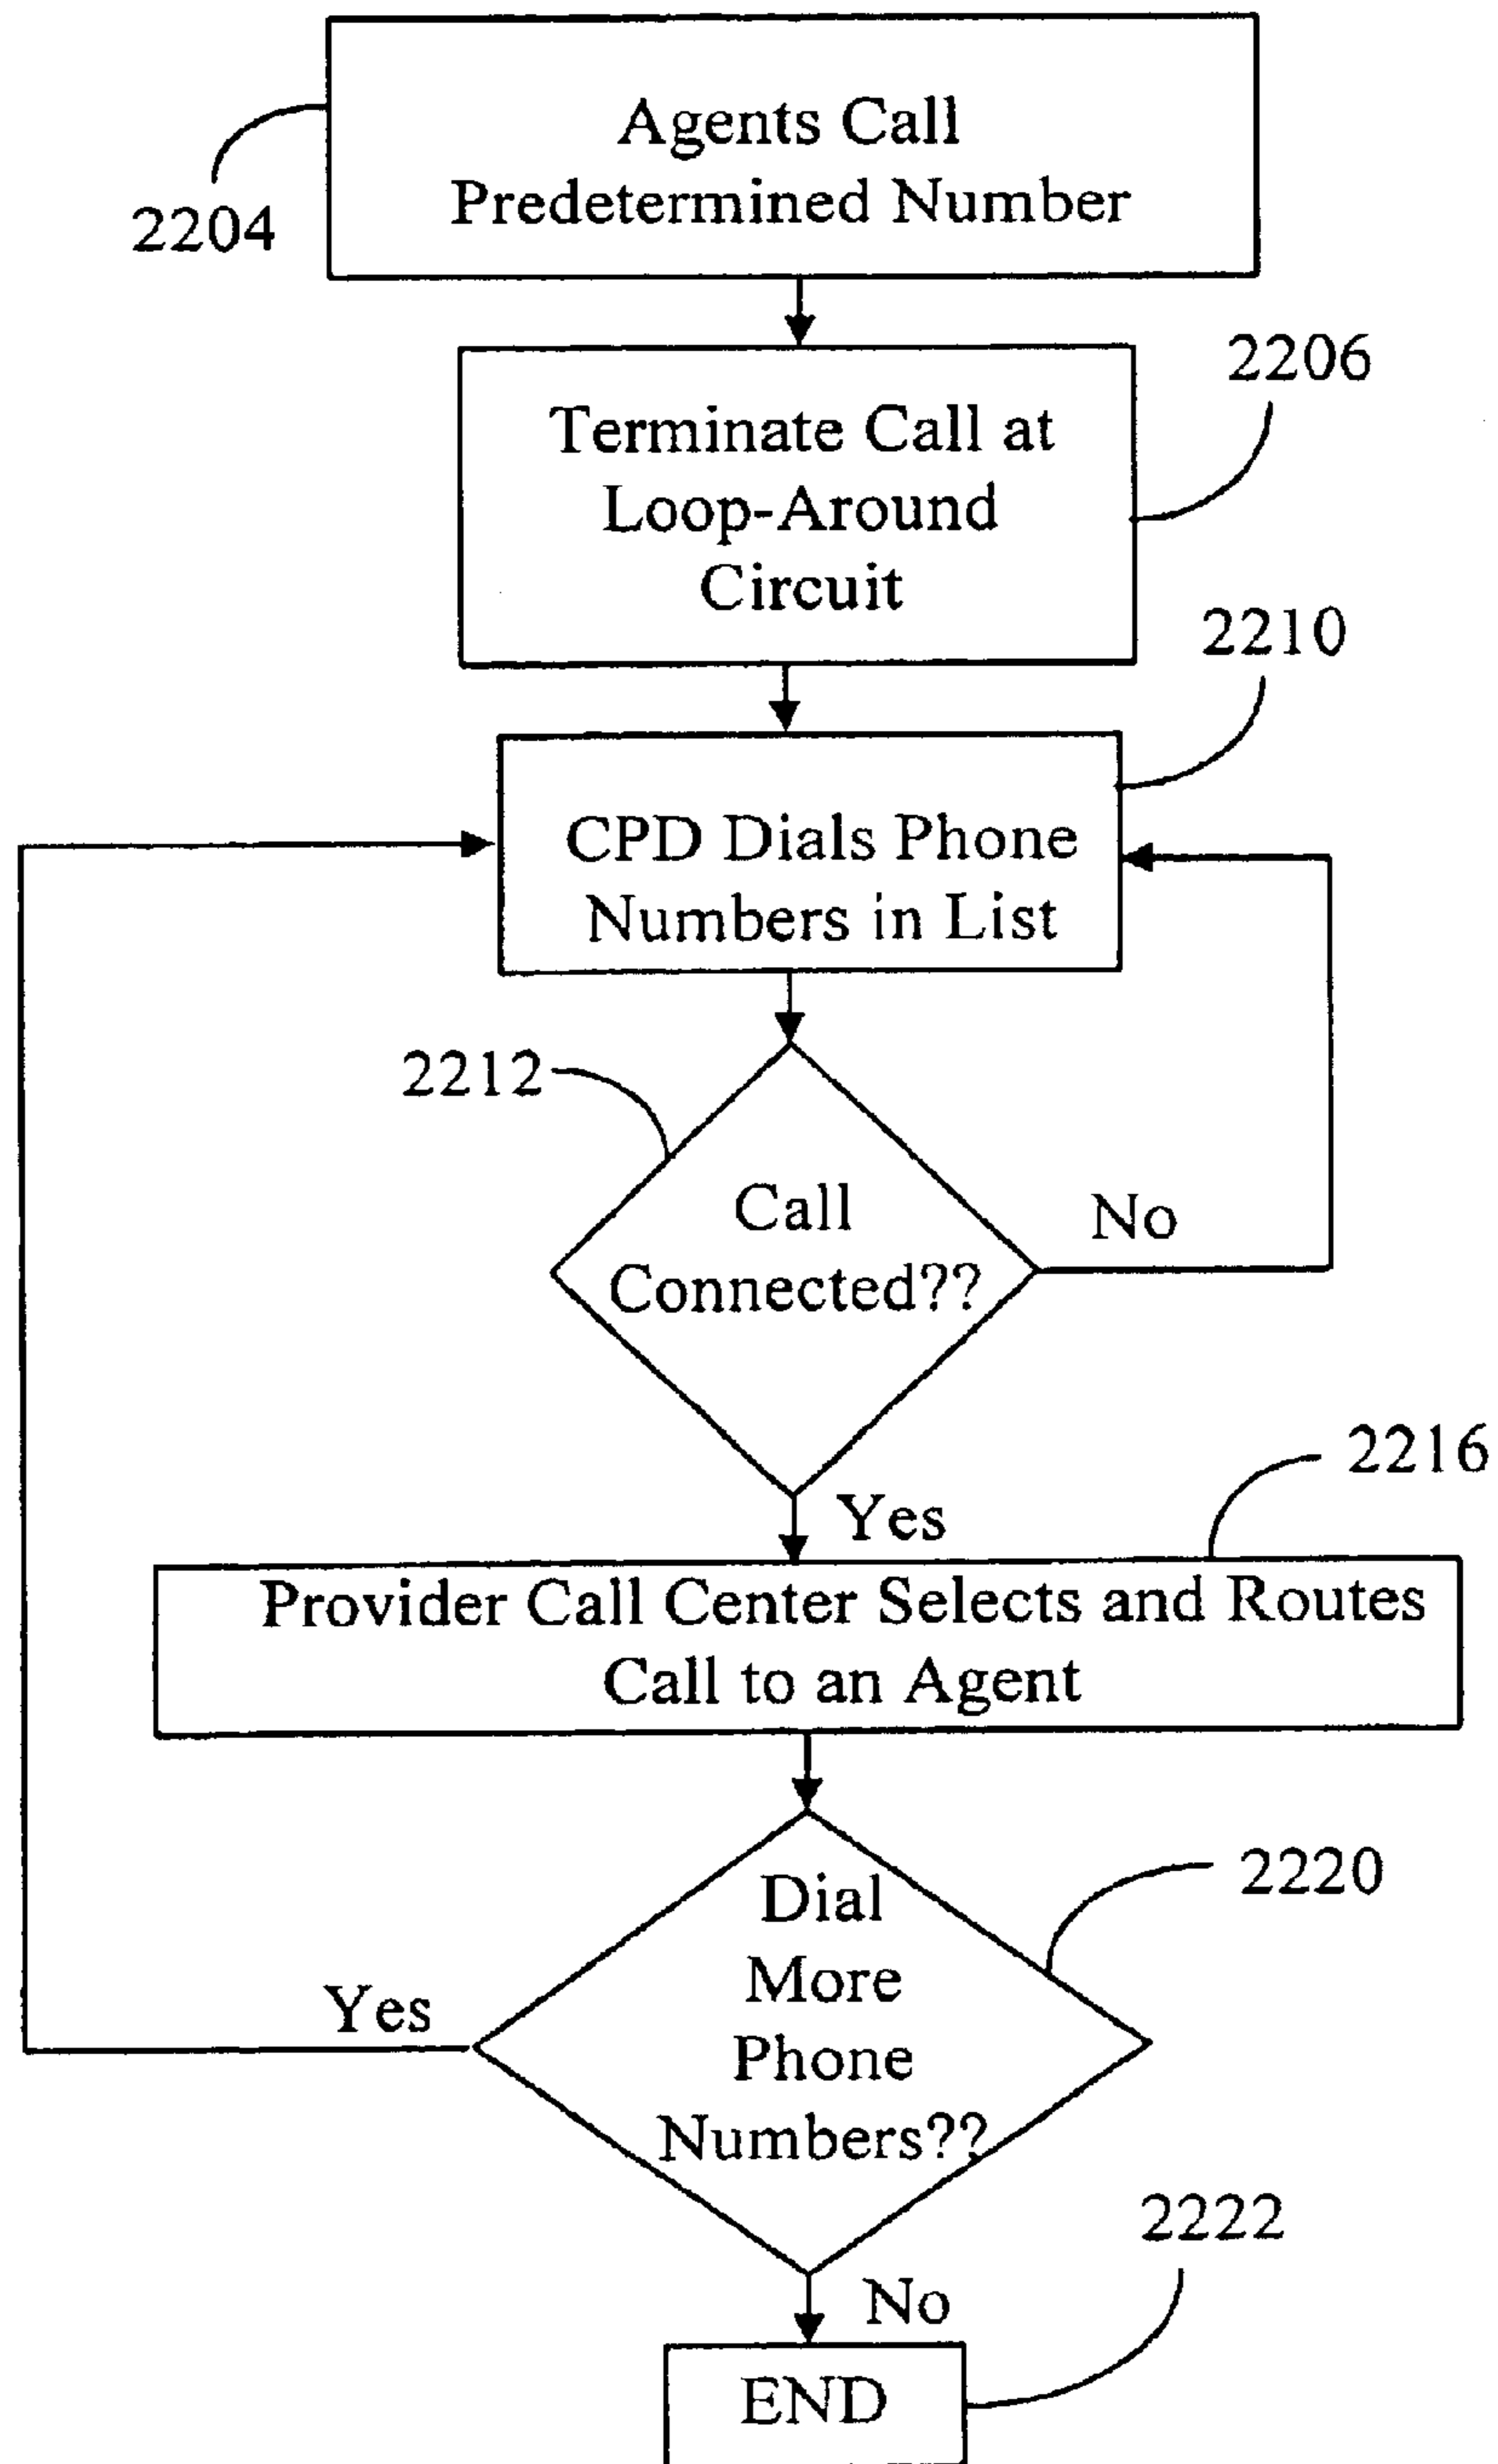 Agents Call
Predetermined Number
2204
2206
Terminate Call at
Loop-Around
Circuit
2210
CPD Dials Phone
Numbers in List
2212
Call
Connected??
No
2216
Yes
Provider Call Center Selects and Routes
Call to an Agent
2220
Dial
More
Phone
Numbers??
Yes
2222
No
END